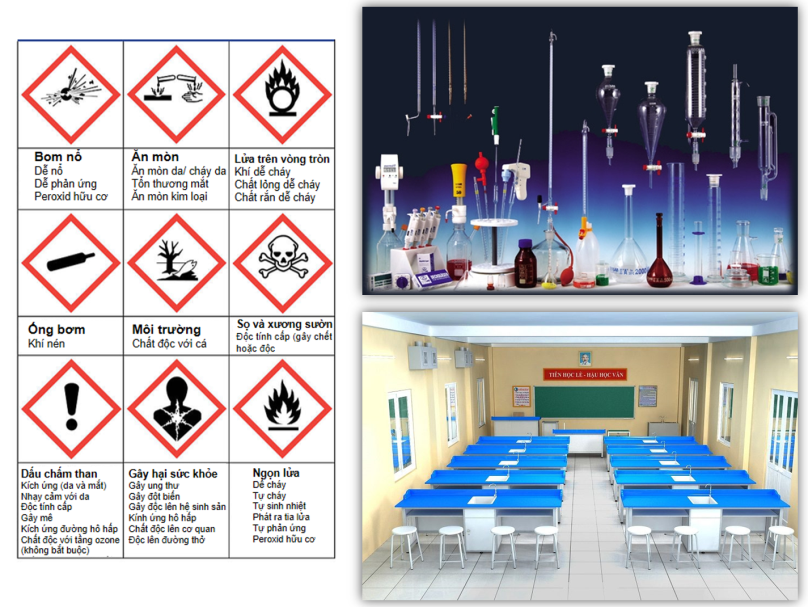 Bom nổ
Dễ nổ
Dễ phản ứng
Peroxid hữu cơ
Ăn mòn
Ăn mòn da/ cháy da
Tổn thương mắt
Ăn mòn kim loại
Lửa trên vòng tròn
Khí dễ cháy
Chất lỏng dễ cháy
Chất rắn dễ cháy
Ống bơm
Khí nén
Môi trường
Chất độc với cá
Sọ và xương sườn
Độc tính cấp (gây chết
hoặc độc
Dấu chấm than
Kích ứng (da và mắt)
Nhạy cảm với da
Độc tính cấp
Gây mê
Kích ứng đường hô hấp
Chất độc với tầng ozone
(không bắt buộc)
Gây hại sức khỏe
Gây ung thư
Gây đột biến
Gây độc lên hệ sinh sản
Kính ứng hô hấp
Chất độc lên cơ quan
Độc lên đường thở
Ngọn lửa
Dễ cháy
Tự cháy
Tự sinh nhiệt
Phát ra tia lửa
Tự phản ứng
Peroxid hữu cơ
TIÊN HỌC LỄ - HẬU HỌC VĂN